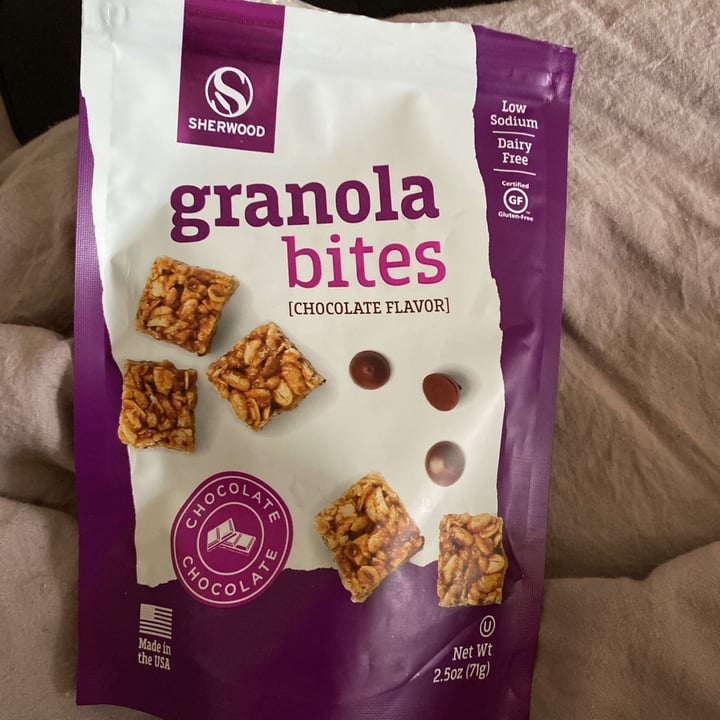 SHERWOOD
Low
Sodium
Dairy
Free
Certified
GF
Gluten-Free
granola
bites
[CHOCOLATE FLAVOR]
CHOCOLATE
CHOCOLATE
Made in
the USA
U
Net Wt
2.5oz (71g)